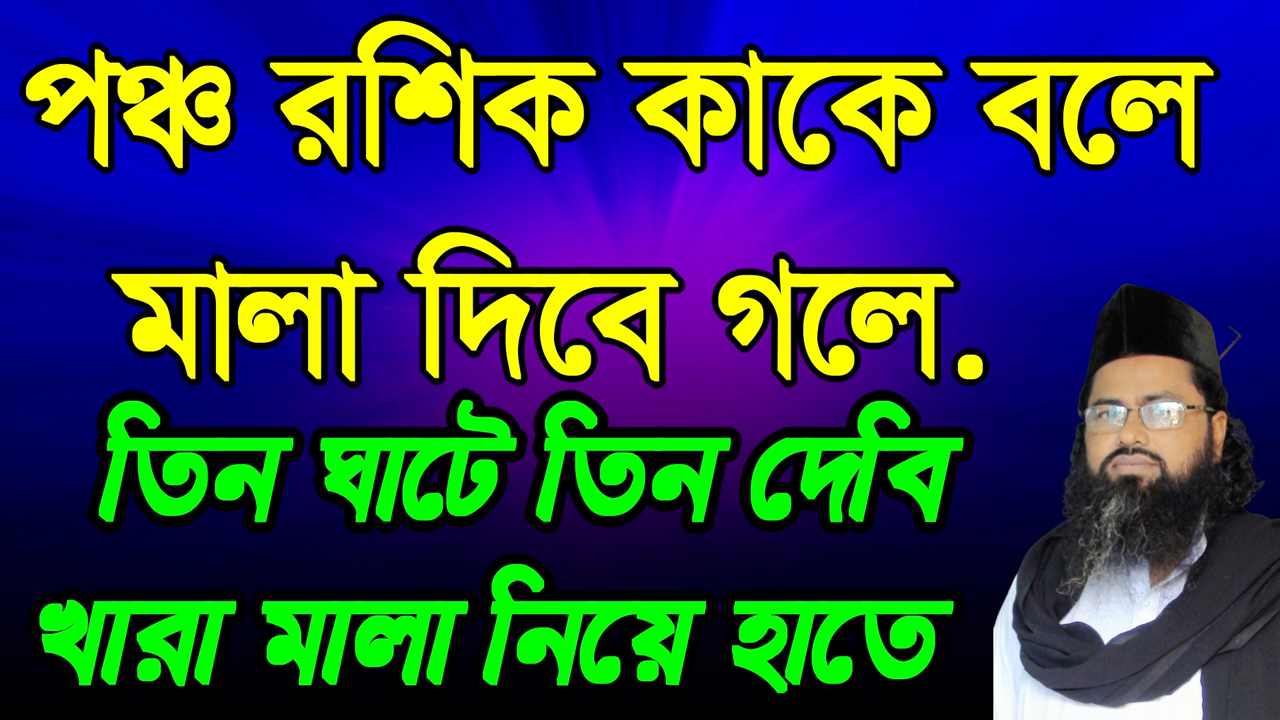 পঞ্চ রশিক কাকে বলে
মালা দিবে গলে.
তিন ঘাটে তিন দেবি
খারা মালা নিয়ে হাতে